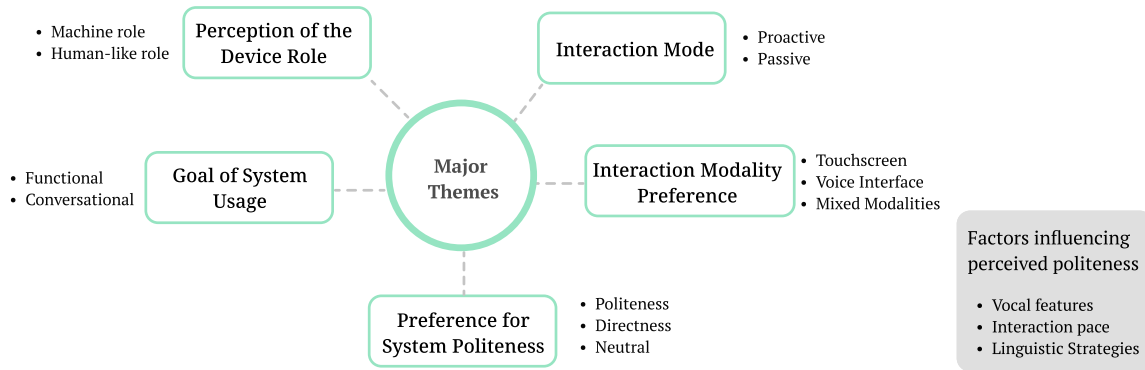 Perception of the
Device Role
• Machine role
• Human-like role
Interaction Mode
• Proactive
• Passive
Major
Themes
Goal of System
Usage
• Functional
• Conversational
Interaction Modality
Preference
• Touchscreen
• Voice Interface
• Mixed Modalities
Preference for
System Politeness
• Politeness
• Directness
• Neutral
Factors influencing
perceived politeness
• Vocal features
• Interaction pace
• Linguistic Strategies